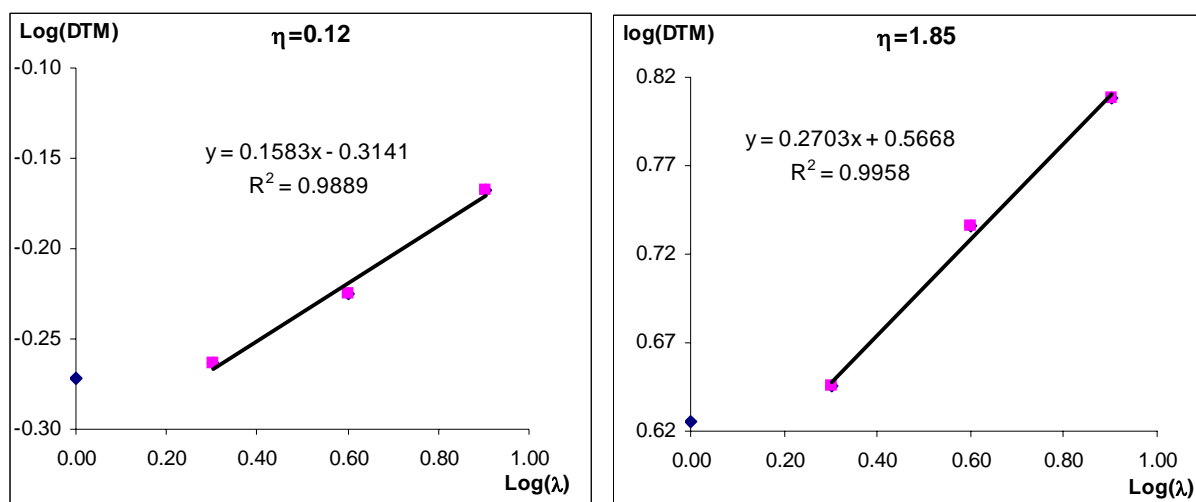 Log(DTM)
η=0.12
-0.10
-0.15
-0.20
-0.25
-0.30
y = 0.1583x - 0.3141
R² = 0.9889
0.00 0.20 0.40 0.60 0.80 1.00
Log(λ)
log(DTM)
η=1.85
0.82
0.77
0.72
0.67
0.62
y = 0.2703x + 0.5668
R² = 0.9958
0.00 0.20 0.40 0.60 0.80 1.00
Log(λ)